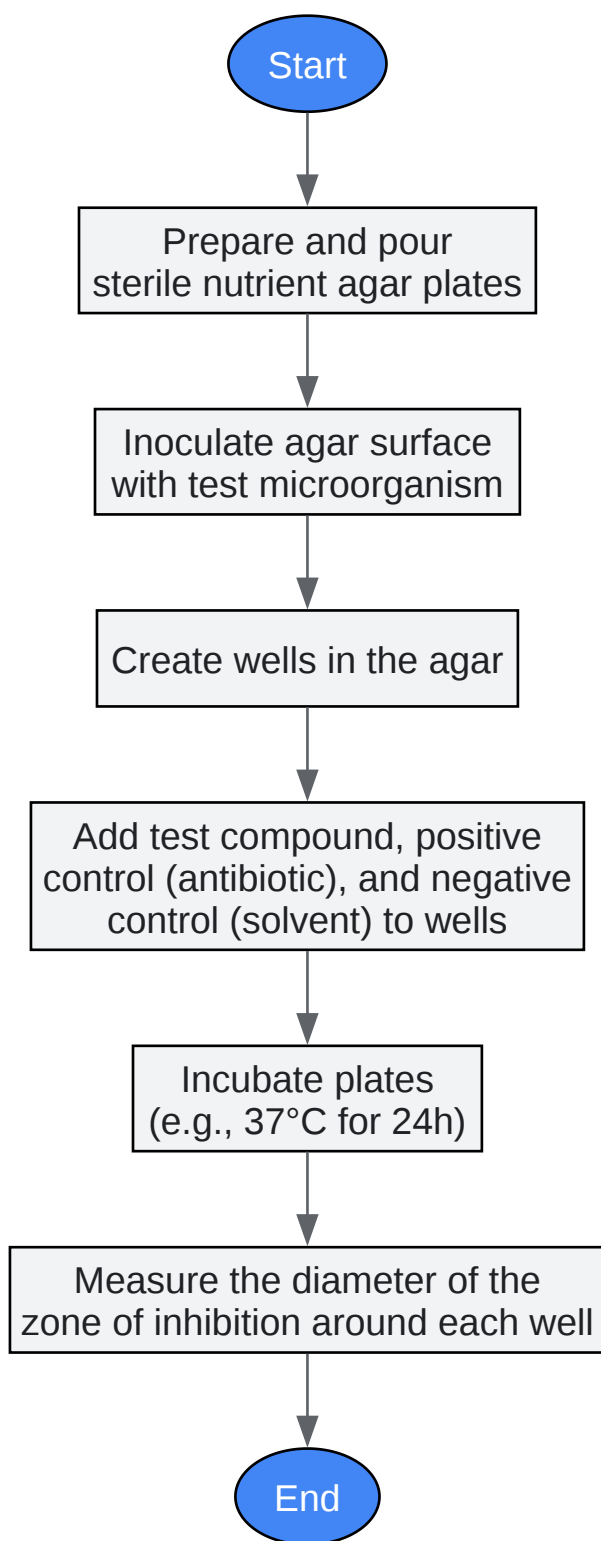 Start
Prepare and pour
sterile nutrient agar plates
Inoculate agar surface
with test microorganism
Create wells in the agar
Add test compound, positive
control (antibiotic), and negative
control (solvent) to wells
Incubate plates
(e.g., 37°C for 24h)
Measure the diameter of the
zone of inhibition around each well
End